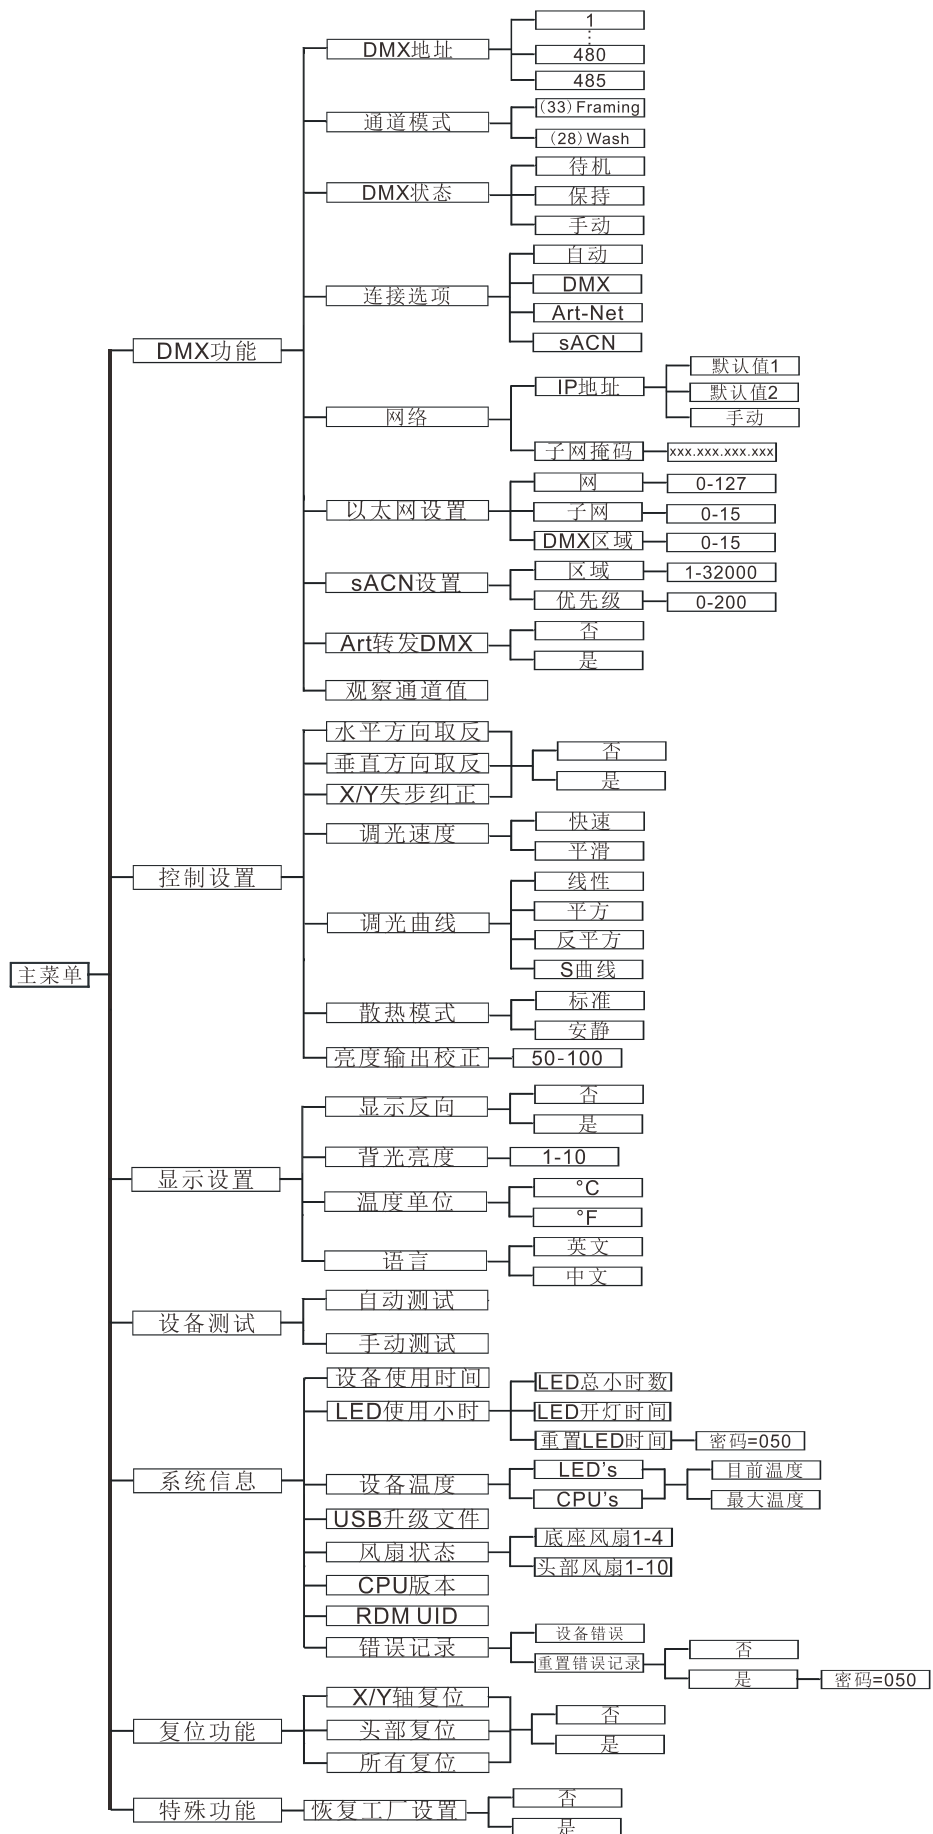 主菜单
DMX功能
DMX地址
1
480
485
通道模式
(33)Framing
(28)Wash
DMX状态
待机
保持
手动
连接选项
自动
DMX
Art-Net
sACN
网络
IP地址
默认值1
默认值2
手动
子网掩码
xxx.xxx.xxx.xxx
以太网设置
网
0-127
子网
0-15
DMX区域
0-15
sACN设置
区域
1-32000
优先级
0-200
Art转发DMX
否
是
观察通道值
控制设置
水平方向取反
垂直方向取反
X/Y失步纠正
否
是
调光速度
快速
平滑
调光曲线
线性
平方
反平方
S曲线
散热模式
标准
安静
亮度输出校正
50-100
显示设置
显示反向
否
是
背光亮度
1-10
温度单位
°C
°F
语言
英文
中文
设备测试
自动测试
手动测试
系统信息
设备使用时间
LED使用小时
LED总小时数
LED开灯时间
重置LED时间
密码=050
设备温度
LED's
CPU's
目前温度
最大温度
USB升级文件
风扇状态
底座风扇1-4
头部风扇1-10
CPU版本
RDM UID
错误记录
设备错误
重置错误记录
否
是
密码=050
复位功能
X/Y轴复位
头部复位
所有复位
否
是
特殊功能
恢复工厂设置
否
是